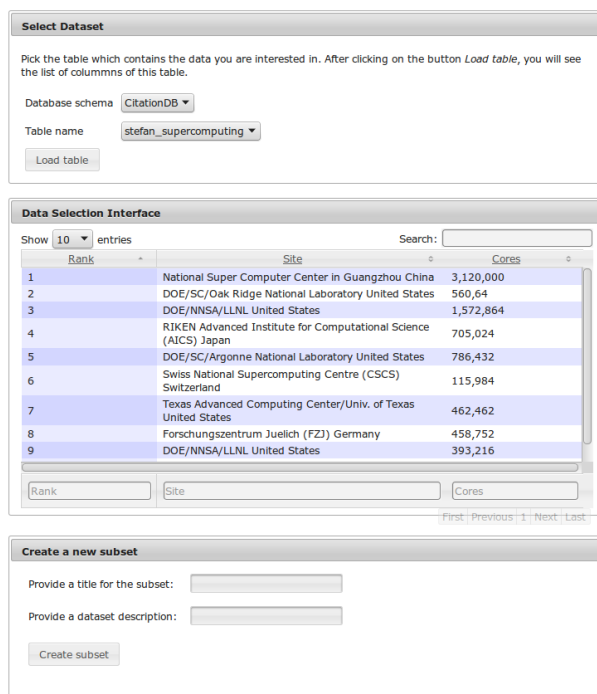 Select Dataset
Pick the table which contains the data you are interested in. After clicking on the button Load table, you will see
the list of colummns of this table.
Database schema CitationDB
Table name stefan_supercomputing
Load table
Data Selection Interface
Show 10 entries Search:
Rank Site Cores
1 National Super Computer Center in Guangzhou China 3,120,000
2 DOE/SC/Oak Ridge National Laboratory United States 560,64
3 DOE/NNSA/LLNL United States 1,572,864
4 RIKEN Advanced Institute for Computational Science 705,024
(AICS) Japan
5 DOE/SC/Argonne National Laboratory United States 786,432
6 Swiss National Supercomputing Centre (CSCS) 115,984
Switzerland
7 Texas Advanced Computing Center/Univ. of Texas 462,462
United States
8 Forschungszentrum Juelich (FZJ) Germany 458,752
9 DOE/NNSA/LLNL United States 393,216
Rank Site Cores
First Previous 1 Next Last
Create a new subset
Provide a title for the subset:
Provide a dataset description:
Create subset